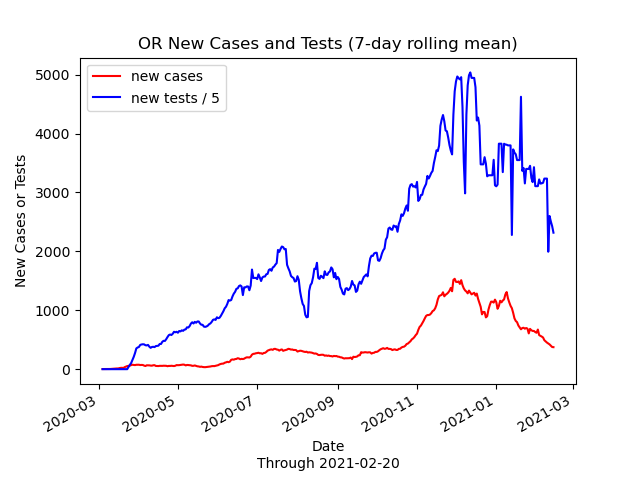 OR New Cases and Tests (7-day rolling mean)
new cases
new tests / 5
New Cases or Tests
5000
4000
3000
2000
1000
0
2020-03
2020-05
2020-07
2020-09
2020-11
2021-01
2021-03
Date
Through 2021-02-20